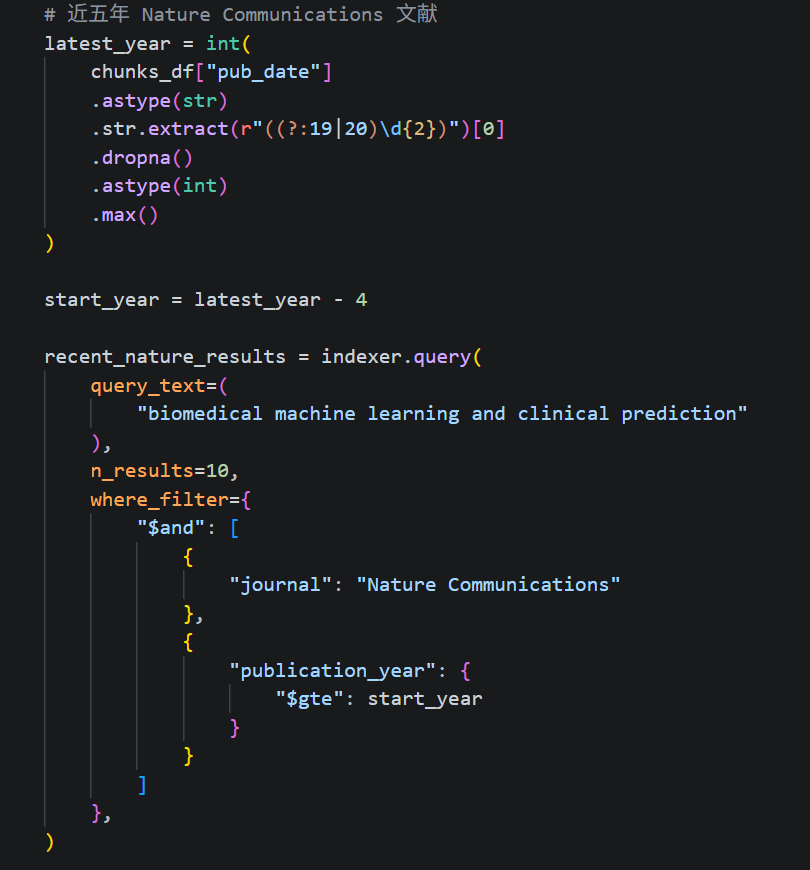 # 近五年 Nature Communications 文献
latest_year = int(
    chunks_df["pub_date"]
    .astype(str)
    .str.extract(r"((?:19|20)\d{2})")[0]
    .dropna()
    .astype(int)
    .max()
)

start_year = latest_year - 4

recent_nature_results = indexer.query(
    query_text=(
        "biomedical machine learning and clinical prediction"
    ),
    n_results=10,
    where_filter={
        "$and": [
            {
                "journal": "Nature Communications"
            },
            {
                "publication_year": {
                    "$gte": start_year
                }
            }
        ]
    },
)